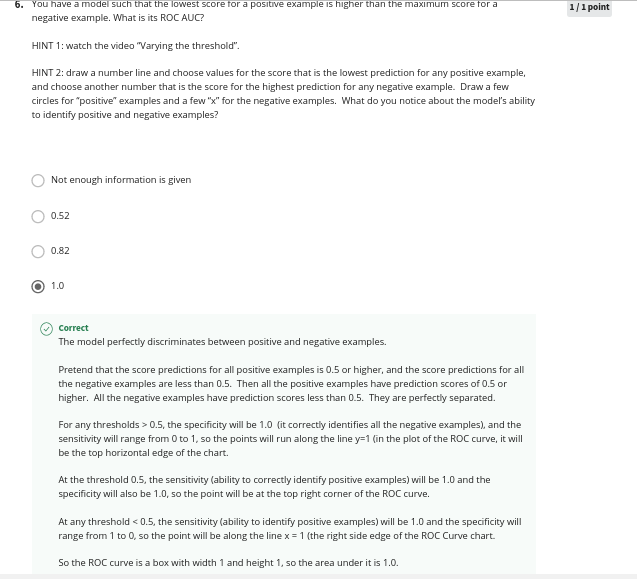 6. You have a model such that the lowest score for a positive example is higher than the maximum score for a
1 / 1 point
negative example. What is its ROC AUC?
HINT 1: watch the video “Varying the threshold”.
HINT 2: draw a number line and choose values for the score that is the lowest prediction for any positive example,
and choose another number that is the score for the highest prediction for any negative example. Draw a few
circles for “positive” examples and a few “x” for the negative examples. What do you notice about the model’s ability
to identify positive and negative examples?
Not enough information is given
0.52
0.82
1.0
Correct
The model perfectly discriminates between positive and negative examples.
Pretend that the score predictions for all positive examples is 0.5 or higher, and the score predictions for all
the negative examples are less than 0.5. Then all the positive examples have prediction scores of 0.5 or
higher. All the negative examples have prediction scores less than 0.5. They are perfectly separated.
For any thresholds > 0.5, the specificity will be 1.0 (it correctly identifies all the negative examples), and the
sensitivity will range from 0 to 1, so the points will run along the line y=1 (in the plot of the ROC curve, it will
be the top horizontal edge of the chart.
At the threshold 0.5, the sensitivity (ability to correctly identify positive examples) will be 1.0 and the
specificity will also be 1.0, so the point will be at the top right corner of the ROC curve.
At any threshold < 0.5, the sensitivity (ability to identify positive examples) will be 1.0 and the specificity will
range from 1 to 0, so the point will be along the line x = 1 (the right side edge of the ROC Curve chart.
So the ROC curve is a box with width 1 and height 1, so the area under it is 1.0.